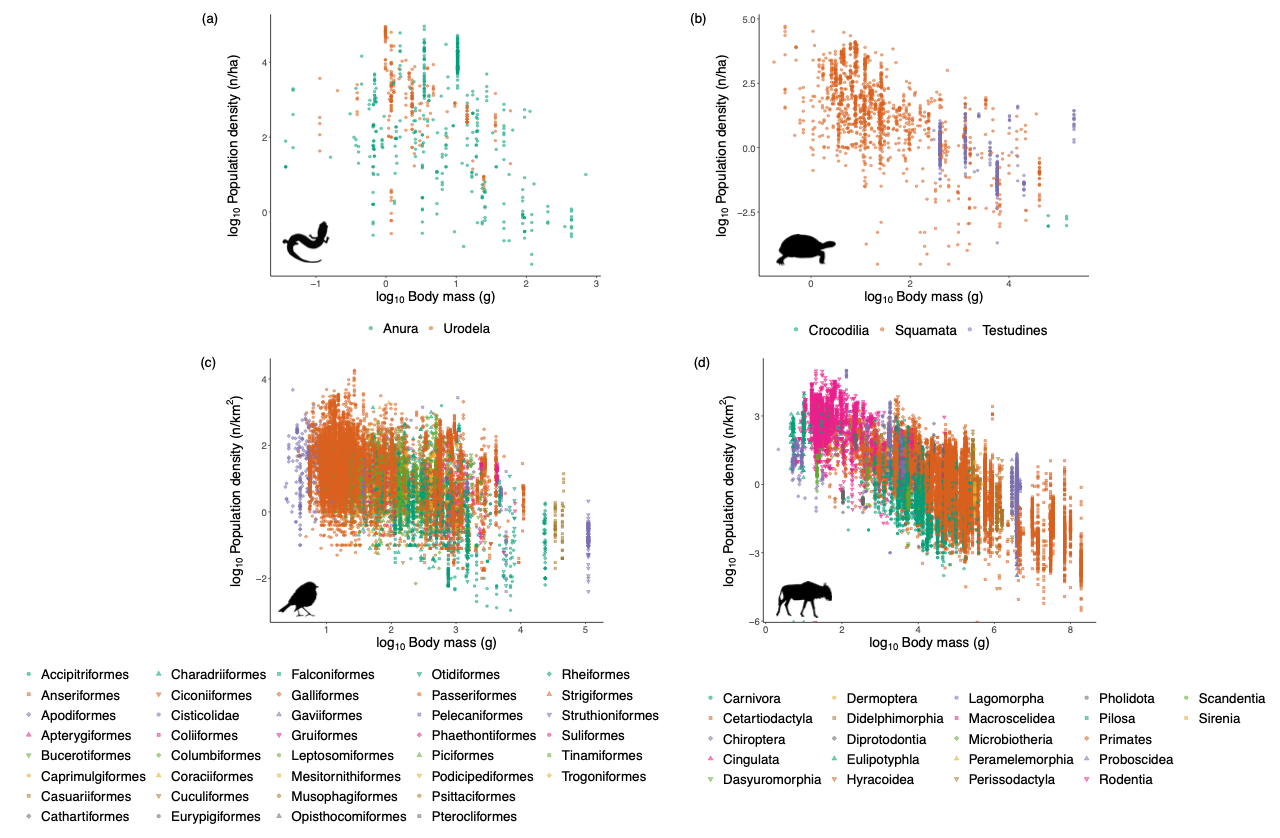 (a)
log10 Population density (n/ha)
4
2
0
−1
0
1
2
3
log10 Body mass (g)
Anura
Urodela
(b)
log10 Population density (n/ha)
5.0
2.5
0.0
−2.5
0
2
4
log10 Body mass (g)
Crocodilia
Squamata
Testudines
(c)
log10 Population density (n/km2)
4
2
0
−2
1
2
3
4
5
log10 Body mass (g)
Accipitriformes
Anseriformes
Apodiformes
Apterygiformes
Bucerotiformes
Caprimulgiformes
Casuariiformes
Cathartiformes
Charadriiformes
Ciconiiformes
Cisticolidae
Coliiformes
Columbiformes
Coraciiformes
Cuculiformes
Eurypigiformes
Falconiformes
Galliformes
Gaviiformes
Gruiformes
Leptosomiformes
Mesitornithiformes
Musophagiformes
Opisthocomiformes
Otidiformes
Passeriformes
Pelecaniformes
Phaethontiformes
Piciformes
Podicipediformes
Psittaciformes
Pterocliformes
Rheiformes
Strigiformes
Struthioniformes
Suliformes
Tinamiformes
Trogoniformes
(d)
log10 Population density (n/km2)
3
0
−3
−6
0
2
4
6
8
log10 Body mass (g)
Carnivora
Cetartiodactyla
Chiroptera
Cingulata
Dasyuromorphia
Dermoptera
Didelphimorphia
Diprotodontia
Eulipotyphla
Hyracoidea
Lagomorpha
Macroscelidea
Microbiotheria
Peramelemorphia
Perissodactyla
Pholidota
Pilosa
Primates
Proboscidea
Rodentia
Scandentia
Sirenia